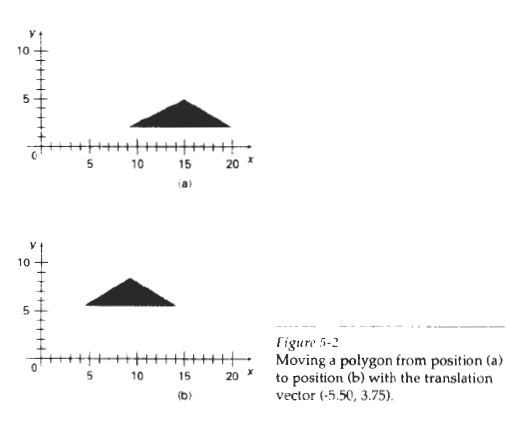 y
10
5
0
5 10 15 20 x
(a)
y
10
5
0
5 10 15 20 x
(b)
Figure 5-2
Moving a polygon from position (a)
to position (b) with the translation
vector (-5.50, 3.75).